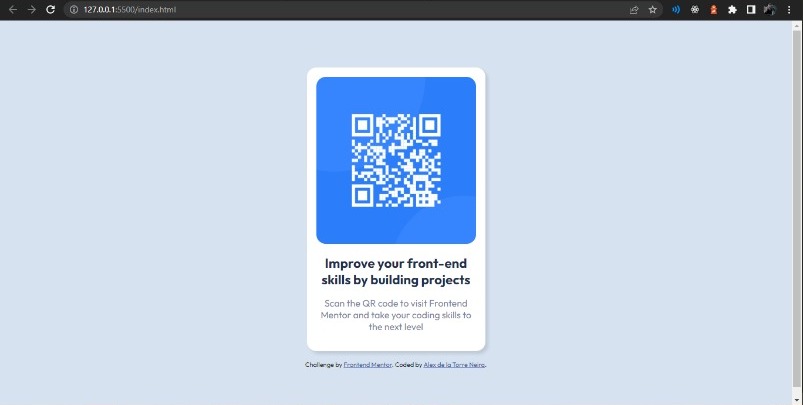 127.0.0.1:5500/index.html
Improve your front-end
skills by building projects
Scan the QR code to visit Frontend
Mentor and take your coding skills to
the next level
Challenge by Frontend Mentor. Coded by Alex de la Torre Neira.